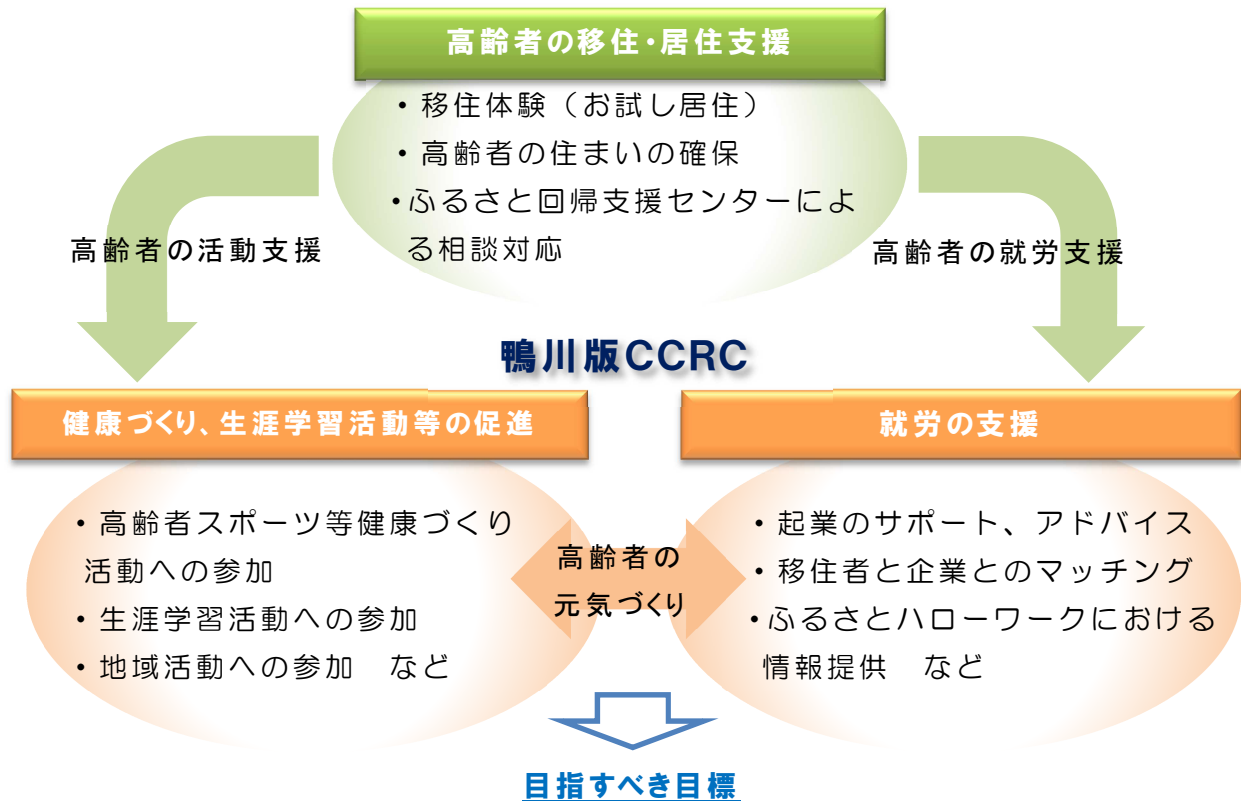 高齢者の移住・居住支援
・移住体験（お試し居住）
・高齢者の住まいの確保
・ふるさと回帰支援センターによ
る相談対応
高齢者の活動支援
高齢者の就労支援
鴨川版CCRC
健康づくり、生涯学習活動等の促進
・高齢者スポーツ等健康づくり
活動への参加
・生涯学習活動への参加
・地域活動への参加　など
高齢者の
元気づくり
就労の支援
・起業のサポート、アドバイス
・移住者と企業とのマッチング
・ふるさとハローワークにおける
情報提供　など
目指すべき目標